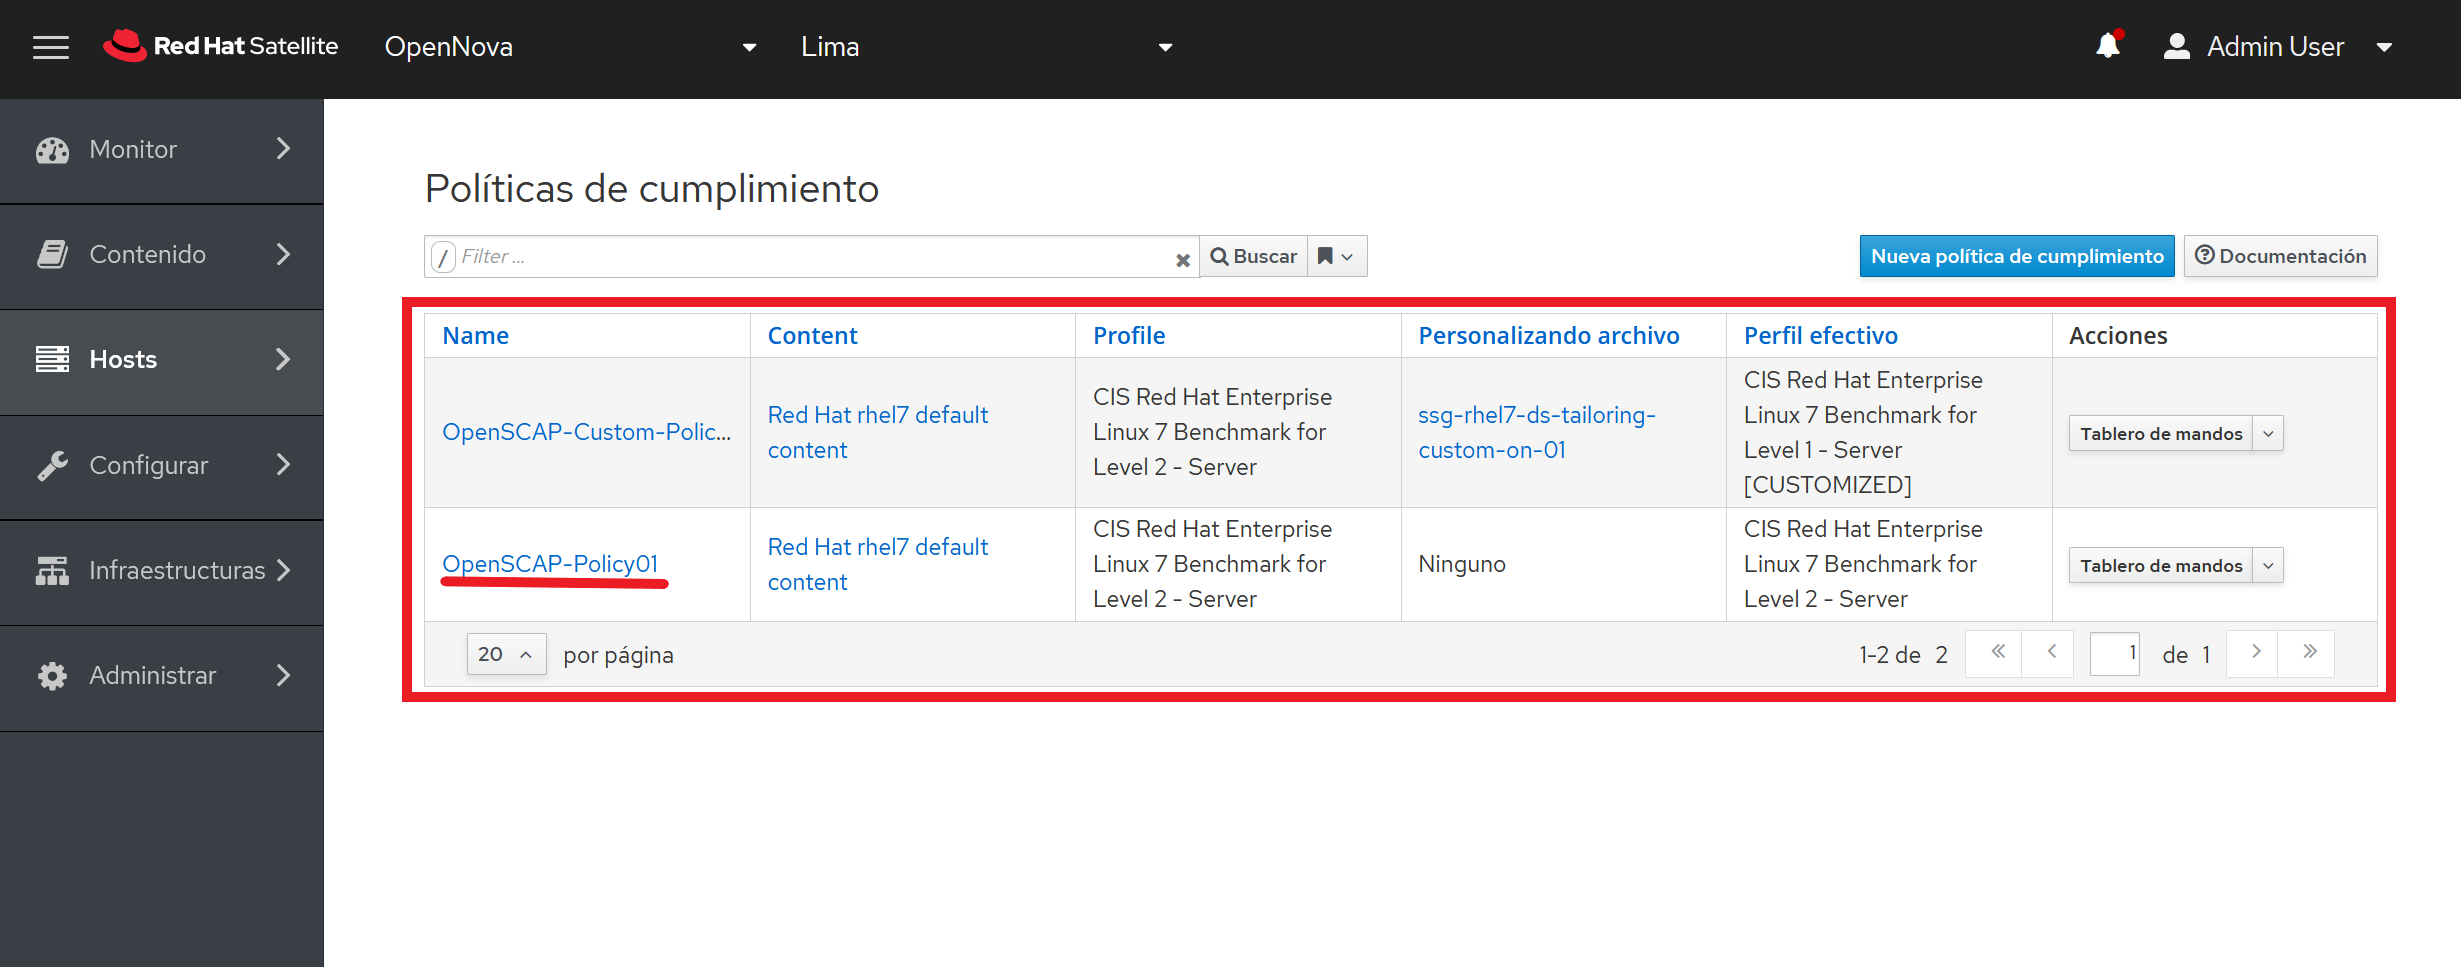 Red Hat Satellite OpenNova Lima Admin User
Monitor
Contenido
Hosts
Configurar
Infraestructuras
Administrar
Políticas de cumplimiento
/ Filter ... Buscar Nueva política de cumplimiento Documentación
Name Content Profile Personalizando archivo Perfil efectivo Acciones
OpenSCAP-Custom-Polic...
Red Hat rhel7 default
content
CIS Red Hat Enterprise
Linux 7 Benchmark for
Level 2 - Server
ssg-rhel7-ds-tailoring-
custom-on-01
CIS Red Hat Enterprise
Linux 7 Benchmark for
Level 1 - Server
[CUSTOMIZED]
Tablero de mandos
OpenSCAP-Policy01
Red Hat rhel7 default
content
CIS Red Hat Enterprise
Linux 7 Benchmark for
Level 2 - Server
Ninguno
CIS Red Hat Enterprise
Linux 7 Benchmark for
Level 2 - Server
Tablero de mandos
20 por página 1-2 de 2 « ‹ 1 de 1 › »